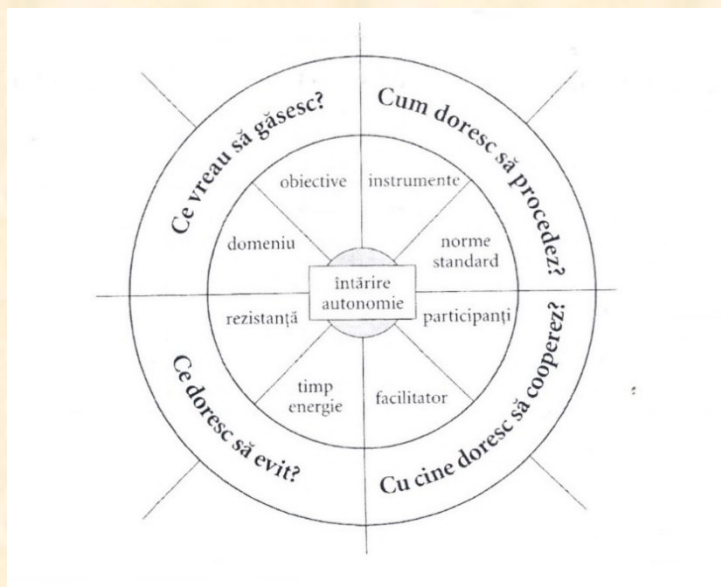 Ce vreau să găsesc?
Cum doresc să procedez?
obiective
instrumente
domeniu
norme
standard
întărire
autonomie
rezistanță
participanți
timp
energie
facilitator
Ce doresc să evit?
Cu cine doresc să cooperez?